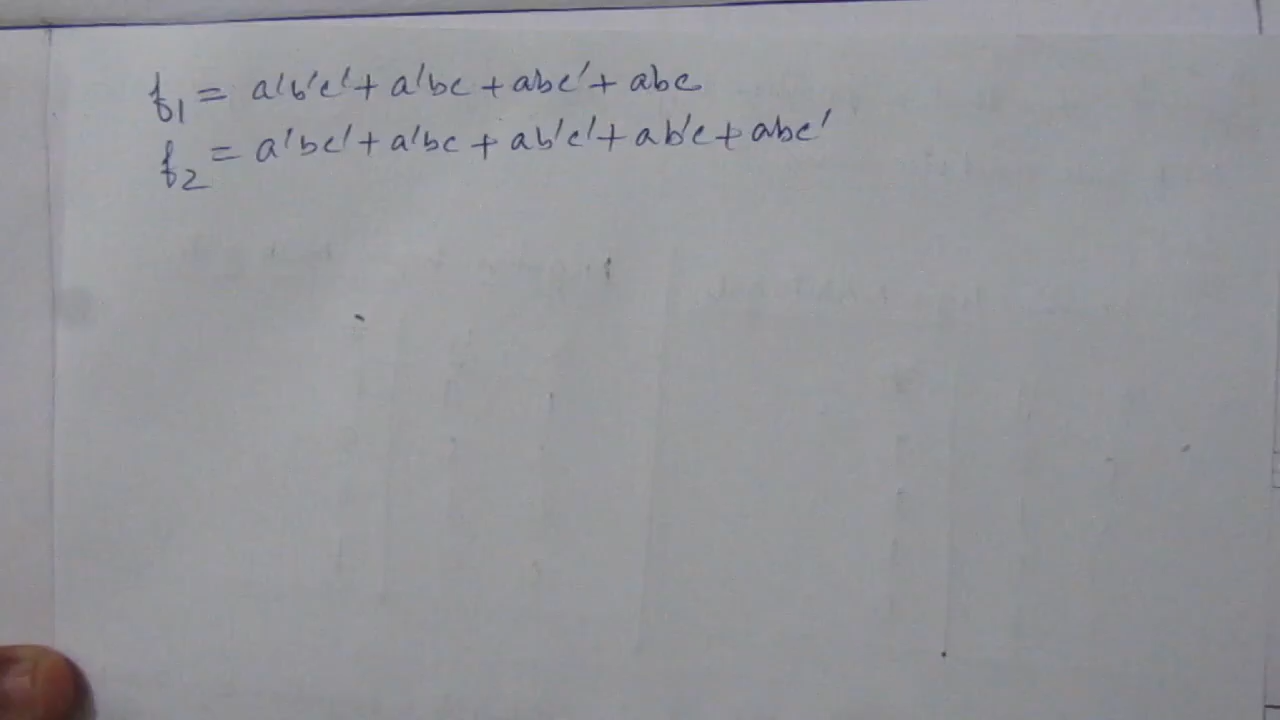 f1 = a'b'c' + a'bc + abc' + abc
f2 = a'bc' + a'bc + ab'c' + ab'c + abc'